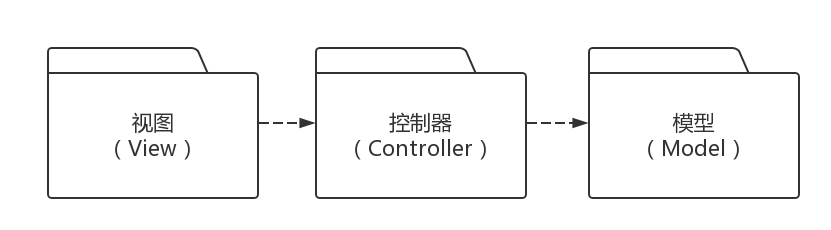 视图
（View）
控制器
（Controller）
模型
（Model）